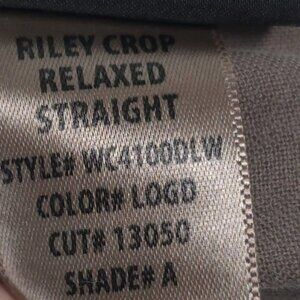 RILEY CROP
RELAXED
STRAIGHT
STYLE# WC4100DLW
COLOR# LOGD
CUT# 13050
SHADE# A